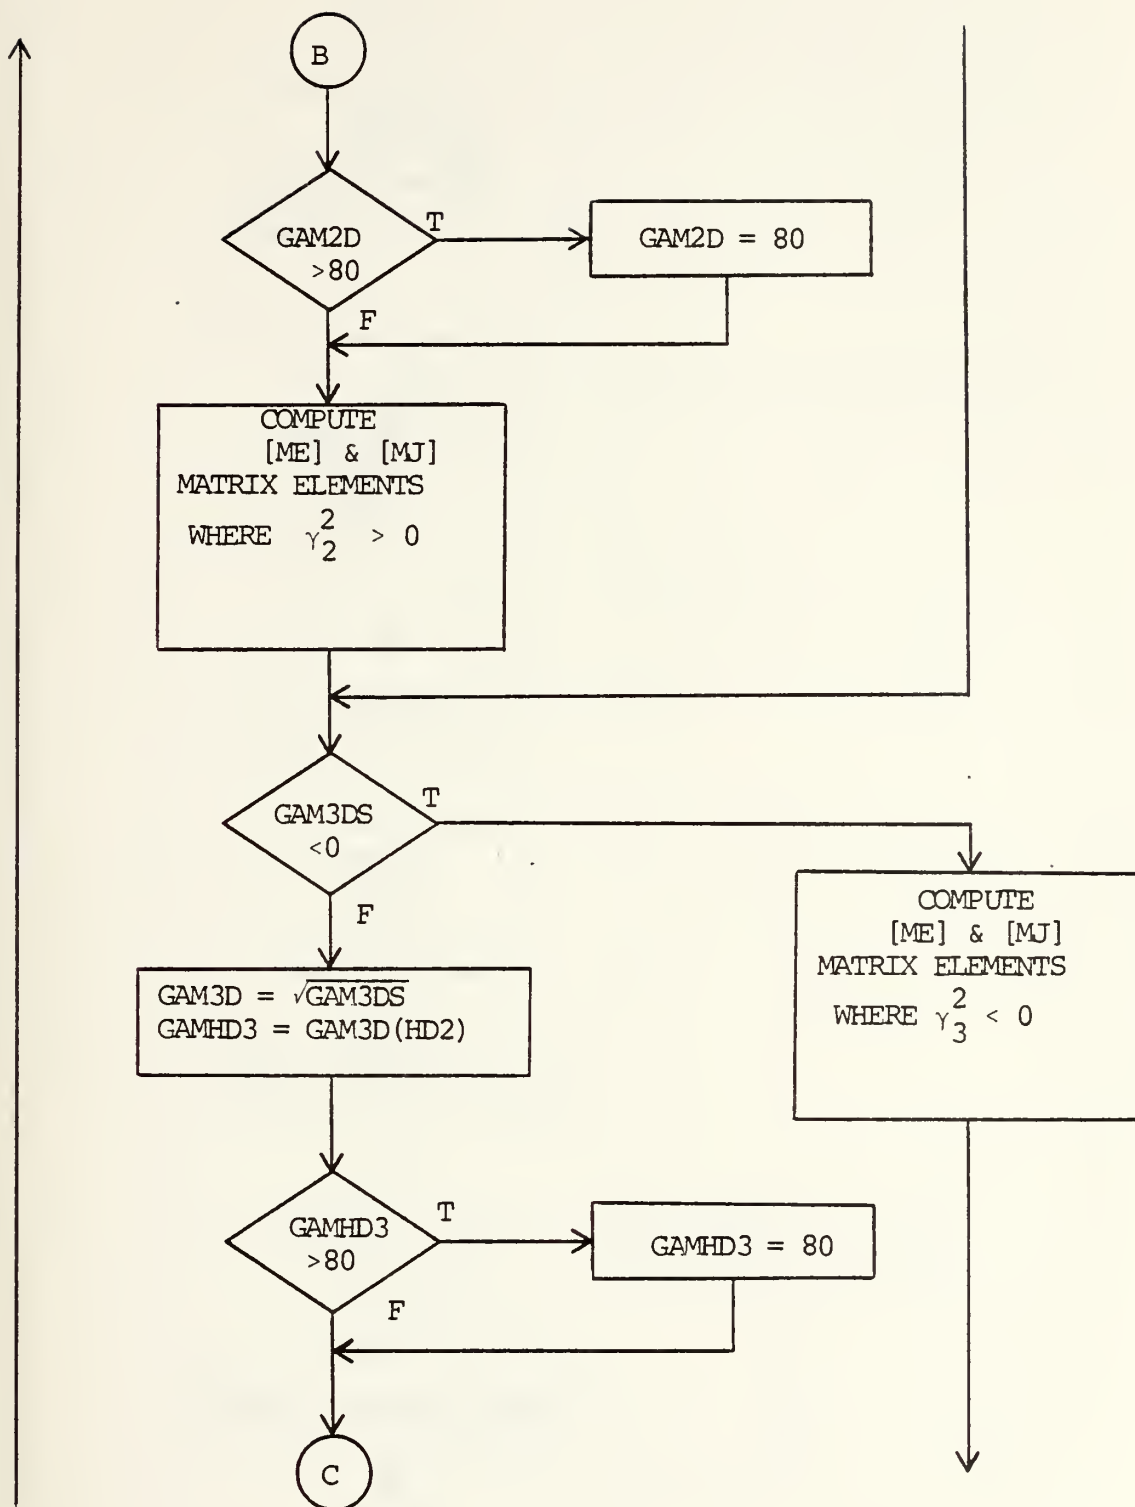 B
GAM2D
>80
T
GAM2D = 80
F
COMPUTE
[ME] & [MJ]
MATRIX ELEMENTS
WHERE γ₂² > 0
GAM3DS
<0
T
F
COMPUTE
[ME] & [MJ]
MATRIX ELEMENTS
WHERE γ₃² < 0
GAM3D = √GAM3DS
GAMHD3 = GAM3D(HD2)
GAMHD3
>80
T
GAMHD3 = 80
F
C